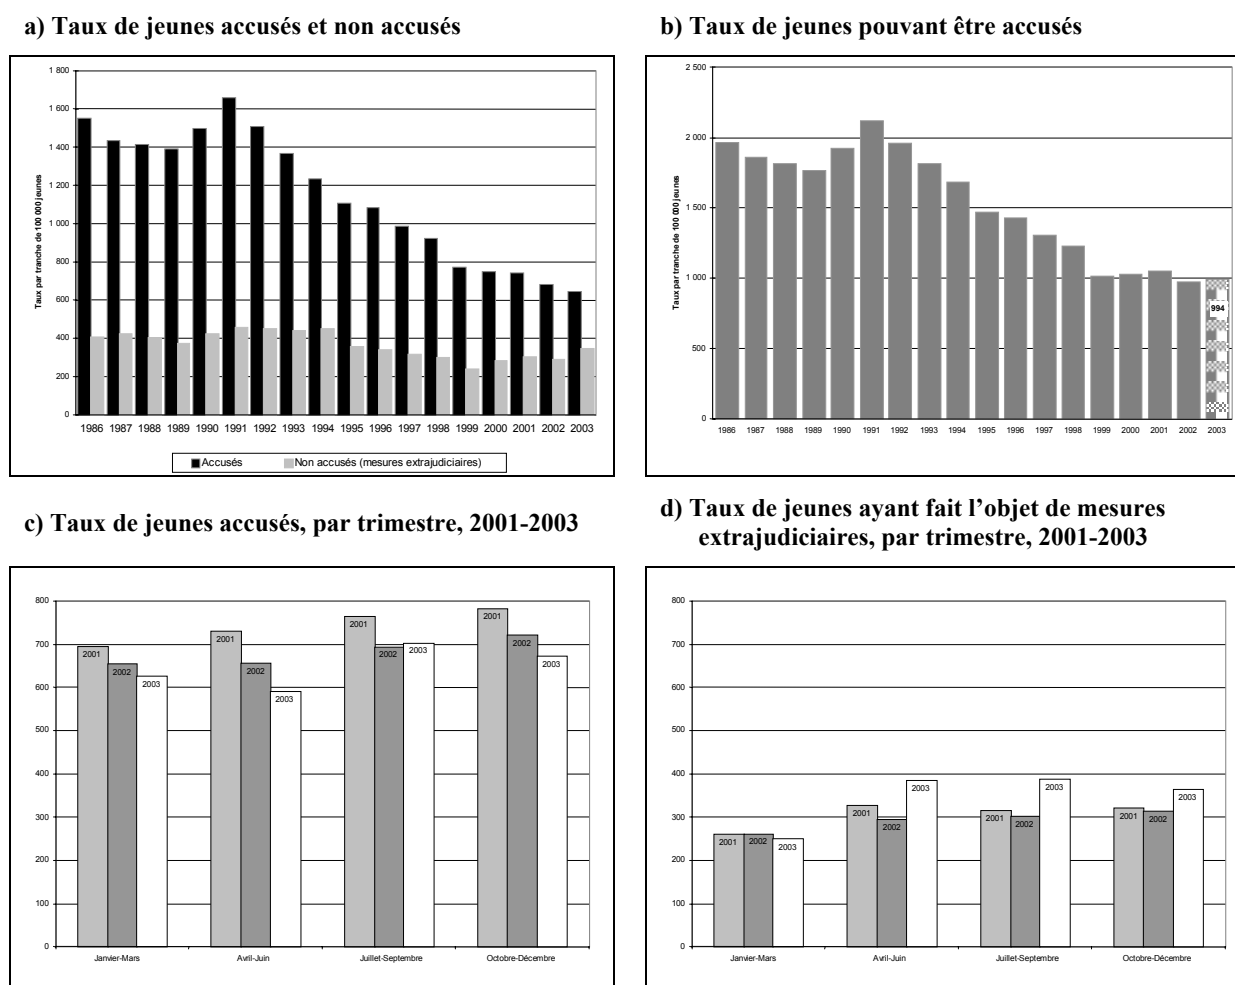 a) Taux de jeunes accusés et non accusés
Taux par tranche de 100 000 jeunes
1 800
1 600
1 400
1 200
1 000
800
600
400
200
0
1986 1987 1988 1989 1990 1991 1992 1993 1994 1995 1996 1997 1998 1999 2000 2001 2002 2003
Accusés Non accusés (mesures extrajudiciaires)
b) Taux de jeunes pouvant être accusés
Taux par tranche de 100 000 jeunes
2 500
2 000
1 500
1 000
500
0
994
1986 1987 1988 1989 1990 1991 1992 1993 1994 1995 1996 1997 1998 1999 2000 2001 2002 2003
c) Taux de jeunes accusés, par trimestre, 2001-2003
800
700
600
500
400
300
200
100
0
2001 2002 2003
2001 2002 2003
2001 2002 2003
2001 2002 2003
Janvier-Mars Avril-Juin Juillet-Septembre Octobre-Décembre
d) Taux de jeunes ayant fait l’objet de mesures
extrajudiciaires, par trimestre, 2001-2003
800
700
600
500
400
300
200
100
0
2001 2002 2003
2001 2002 2003
2001 2002 2003
2001 2002 2003
Janvier-Mars Avril-Juin Juillet-Septembre Octobre-Décembre